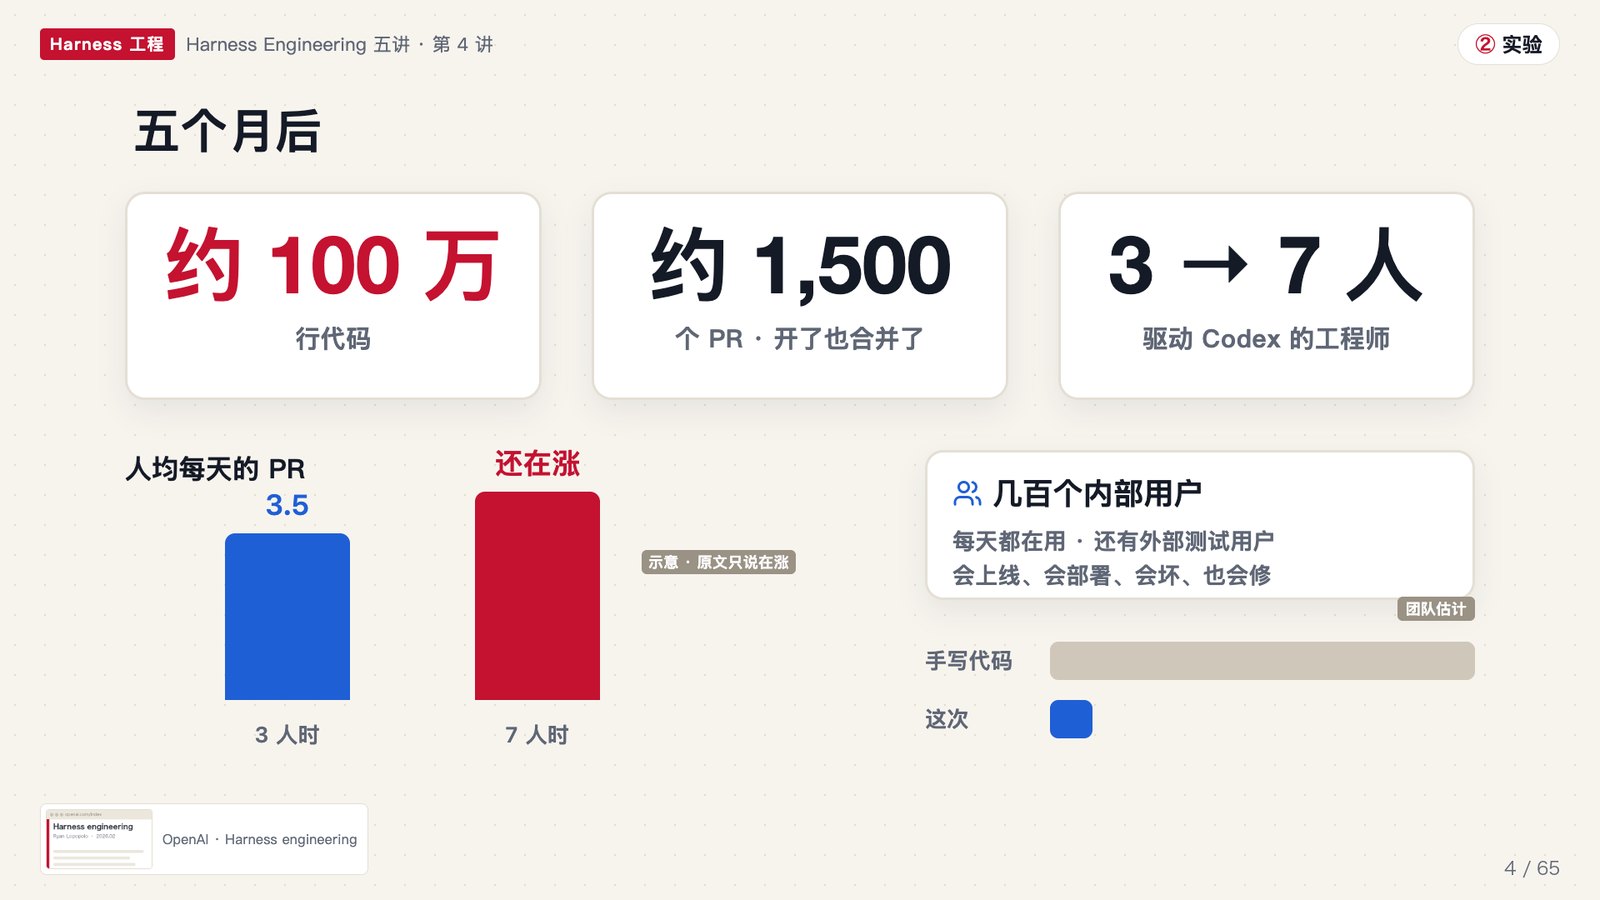 Harness 工程
Harness Engineering 五讲 · 第 4 讲
② 实验
五个月后
约 100 万
行代码
约 1,500
个 PR · 开了也合并了
3 → 7 人
驱动 Codex 的工程师
人均每天的 PR
3.5
3 人时
还在涨
7 人时
示意 · 原文只说在涨
几百个内部用户
每天都在用 · 还有外部测试用户
会上线、会部署、会坏、也会修
团队估计
手写代码
这次
Harness engineering
OpenAI · Harness engineering
4 / 65